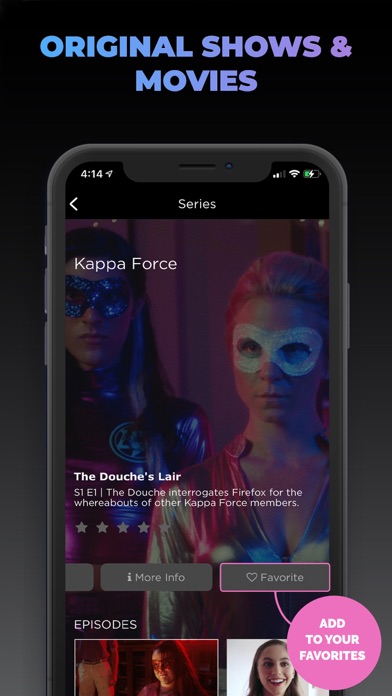 ORIGINAL SHOWS &
MOVIES
4:14
Series
Kappa Force
The Douche's Lair
S1 E1 | The Douche interrogates Firefox for the
whereabouts of other Kappa Force members.
More Info
Favorite
EPISODES
ADD
TO YOUR
FAVORITES